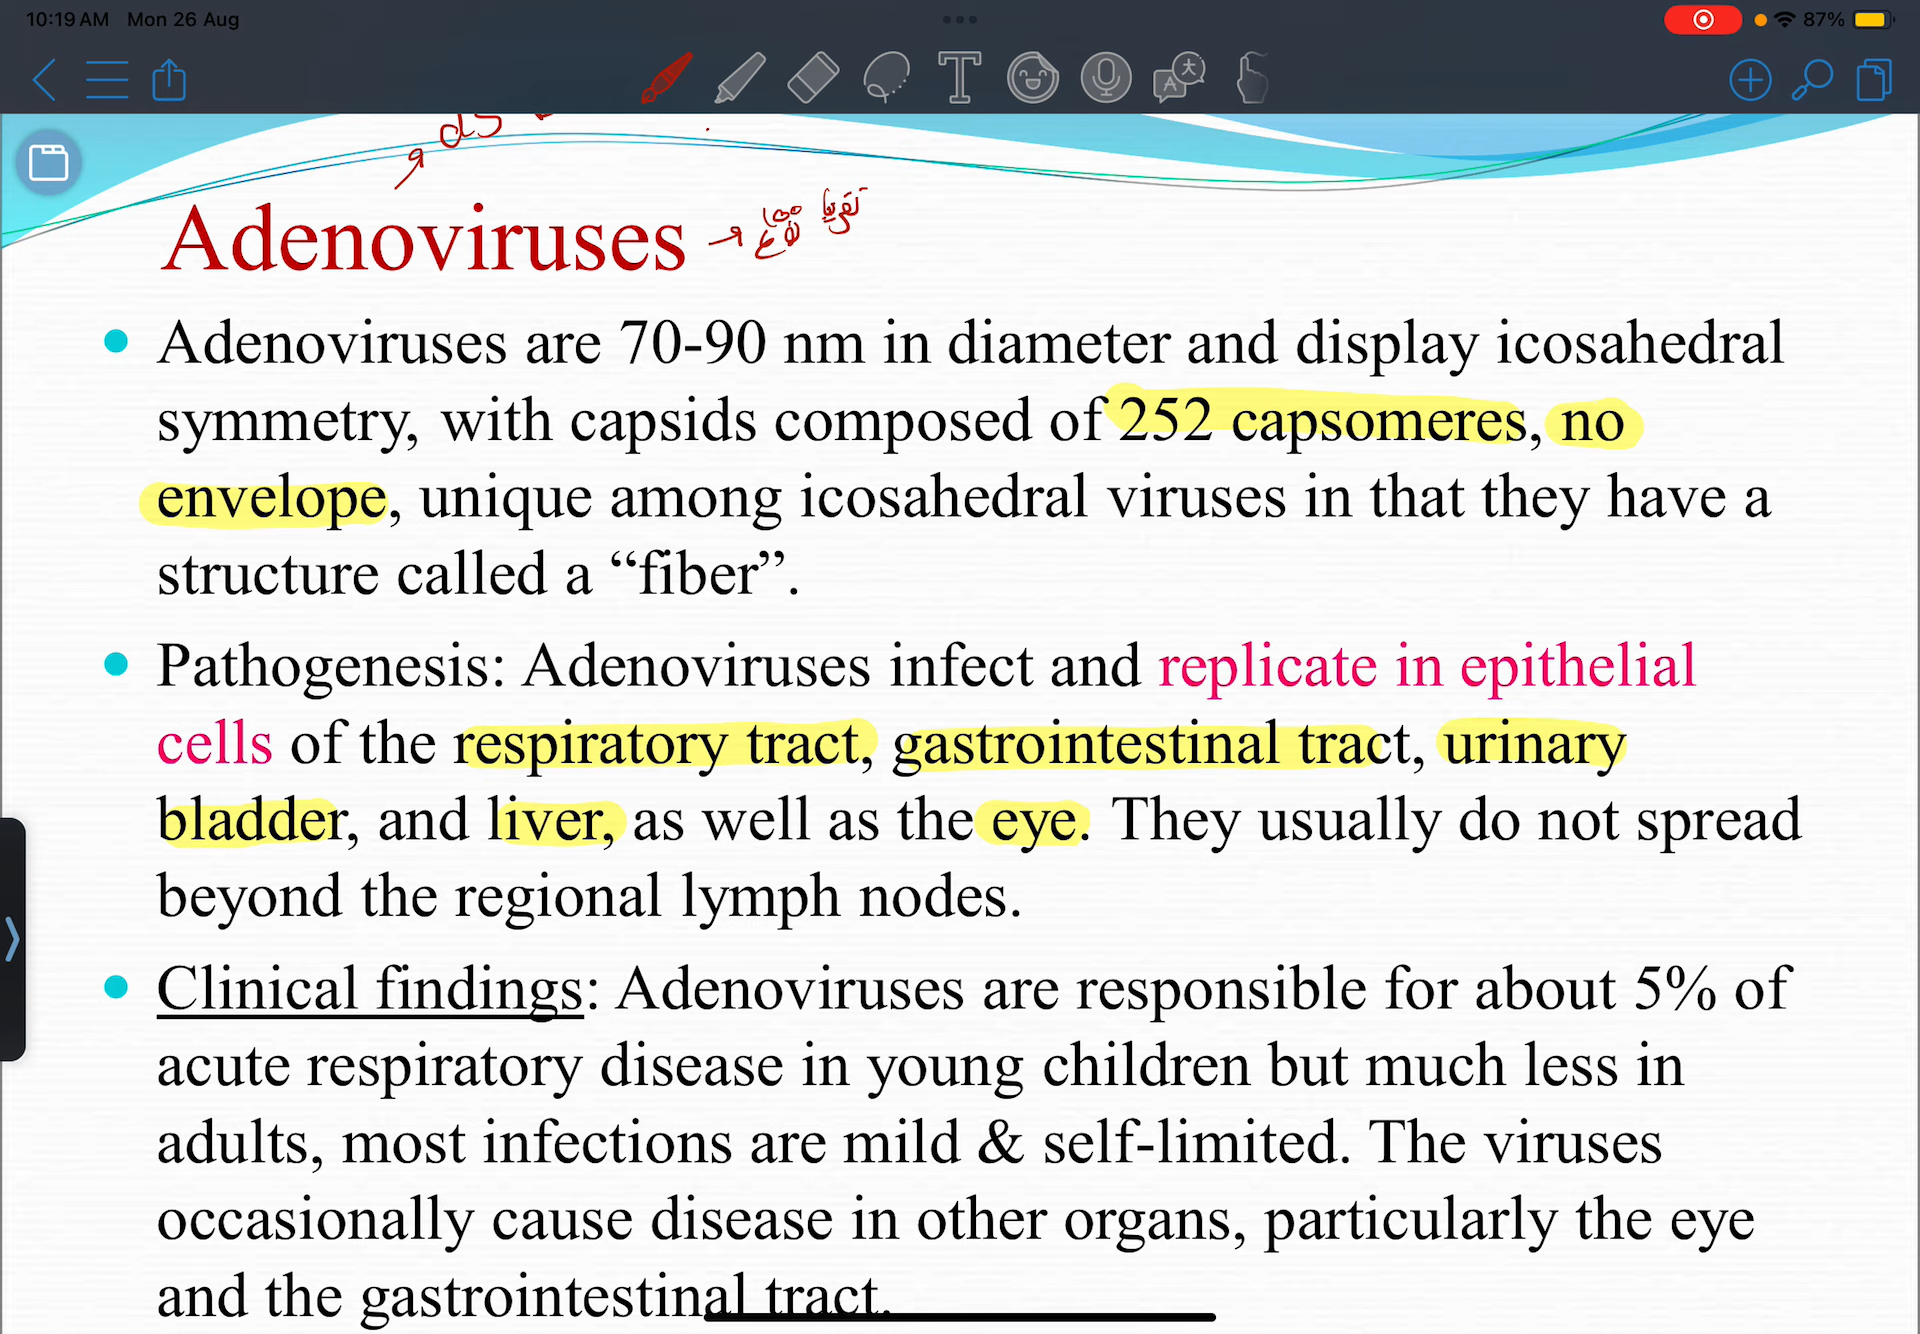 10:19 AM Mon 26 Aug
87%
ds
Adenoviruses
100 تقريبا
Adenoviruses are 70-90 nm in diameter and display icosahedral
symmetry, with capsids composed of 252 capsomeres, no
envelope, unique among icosahedral viruses in that they have a
structure called a “fiber”.
Pathogenesis: Adenoviruses infect and replicate in epithelial
cells of the respiratory tract, gastrointestinal tract, urinary
bladder, and liver, as well as the eye. They usually do not spread
beyond the regional lymph nodes.
Clinical findings: Adenoviruses are responsible for about 5% of
acute respiratory disease in young children but much less in
adults, most infections are mild & self-limited. The viruses
occasionally cause disease in other organs, particularly the eye
and the gastrointestinal tract.